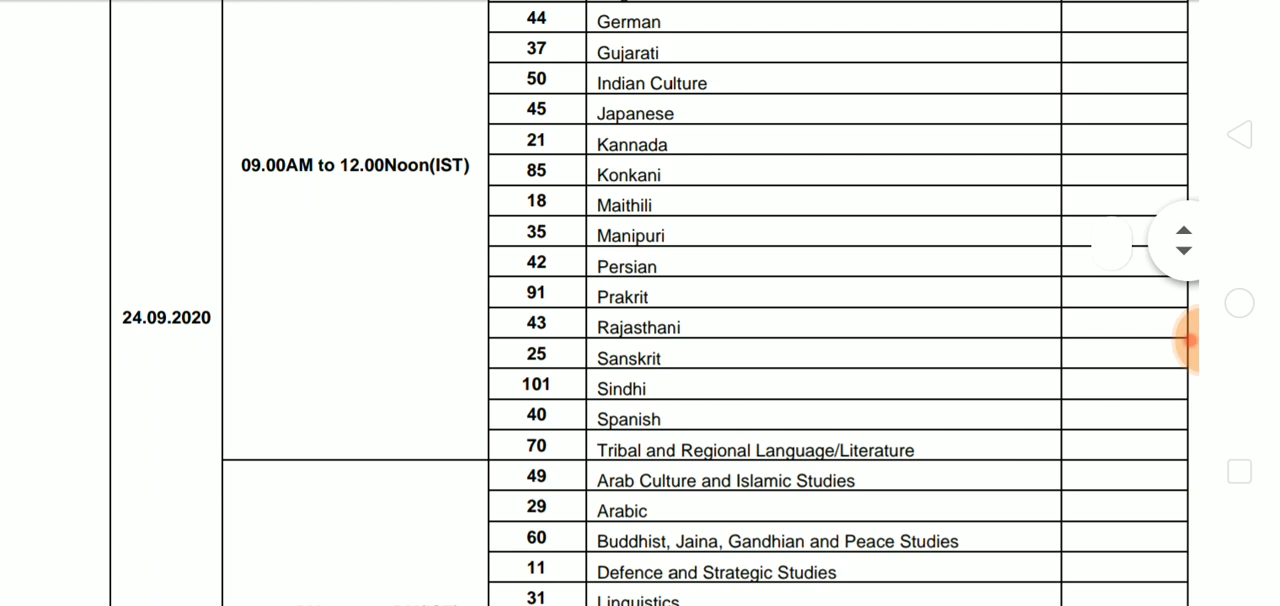 44 German
37 Gujarati
50 Indian Culture
45 Japanese
21 Kannada
09.00AM to 12.00Noon(IST)
85 Konkani
18 Maithili
35 Manipuri
42 Persian
91 Prakrit
24.09.2020
43 Rajasthani
25 Sanskrit
101 Sindhi
40 Spanish
70 Tribal and Regional Language/Literature
49 Arab Culture and Islamic Studies
29 Arabic
60 Buddhist, Jaina, Gandhian and Peace Studies
11 Defence and Strategic Studies
31 Linguistics